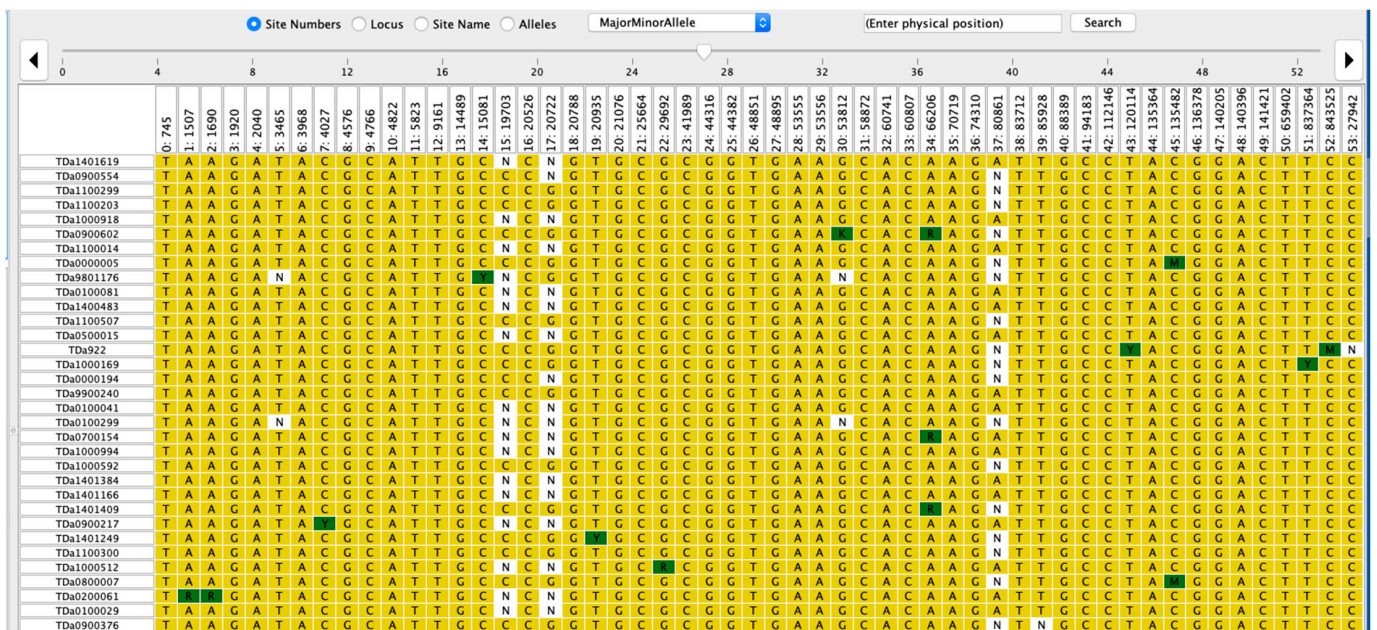 Site Numbers Locus Site Name Alleles MajorMinorAllele (Enter physical position) Search
0 4 8 12 16 20 24 28 32 36 40 44 48 52
0: 745 1: 1507 2: 1690 3: 1920 4: 2040 5: 3465 6: 3968 7: 4027 8: 4576 9: 4766 10: 4822 11: 5823 12: 9161 13: 14489 14: 15081 15: 19703 16: 20526 17: 20722 18: 20788 19: 20935 20: 21076 21: 25664 22: 29692 23: 41989 24: 44316 25: 44382 26: 48851 27: 48895 28: 53555 29: 53556 30: 53812 31: 58872 32: 60741 33: 60807 34: 66206 35: 70719 36: 74310 37: 80861 38: 83712 39: 85928 40: 88389 41: 94183 42: 112146 43: 120114 44: 135364 45: 135482 46: 136378 47: 140205 48: 140396 49: 141421 50: 659402 51: 837364 52: 843525 53: 27942
TDa1401619 T A A G A T A C G C A T T G C N C N G T G C G C G G T G A A G C A C A A G A T T G C C T A C G G A C T T C C
TDa0900554 T A A G A T A C G C A T T G C C C N G T G C G C G G T G A A G C A C A A G N T T G C C T A C G G A C T T C C
TDa1100299 T A A G A T A C G C A T T G C C C G G T G C G C G G T G A A G C A C A A G N T T G C C T A C G G A C T T C C
TDa1100203 T A A G A T A C G C A T T G C C C G G T G C G C G G T G A A G C A C A A G N T T G C C T A C G G A C T T C C
TDa1000918 T A A G A T A C G C A T T G C N C N G T G C G C G G T G A A G C A C A A G A T T G C C T A C G G A C T T C C
TDa0900602 T A A G A T A C G C A T T G C C C G G T G C G C G G T G A A K C A C R A G N T T G C C T A C G G A C T T C C
TDa1100014 T A A G A T A C G C A T T G C N C N G T G C G C G G T G A A G C A C A A G A T T G C C T A C G G A C T T C C
TDa0000005 T A A G A T A C G C A T T G C C C G G T G C G C G G T G A A G C A C A A G N T T G C C T A M G G A C T T C C
TDa9801176 T A A G A N A C G C A T T G Y N C G G T G C G C G G T G A A N C A C A A G N T T G C C T A C G G A C T T C C
TDa0100081 T A A G A T A C G C A T T G C N C N G T G C G C G G T G A A G C A C A A G A T T G C C T A C G G A C T T C C
TDa1400483 T A A G A T A C G C A T T G C N C N G T G C G C G G T G A A G C A C A A G A T T G C C T A C G G A C T T C C
TDa1100507 T A A G A T A C G C A T T G C C C G G T G C G C G G T G A A G C A C A A G N T T G C C T A C G G A C T T C C
TDa0500015 T A A G A T A C G C A T T G C N C N G T G C G C G G T G A A G C A C A A G A T T G C C T A C G G A C T T C C
TDa922 T A A G A T A C G C A T T G C C C G G T G C G C G G T G A A G C A C A A G N T T G C C Y A C G G A C T T M N
TDa1000169 T A A G A T A C G C A T T G C C C G G T G C G C G G T G A A G C A C A A G N T T G C C T A C G G A C T Y C C
TDa0000194 T A A G A T A C G C A T T G C C C N G T G C G C G G T G A A G C A C A A G N T T G C C T A C G G A C T T C C
TDa9900240 T A A G A T A C G C A T T G C C C G G T G C G C G G T G A A G C A C A A G A T T G C C T A C G G A C T T C C
TDa0100041 T A A G A T A C G C A T T G C N C N G T G C G C G G T G A A G C A C A A G A T T G C C T A C G G A C T T C C
TDa0100299 T A A G A N A C G C A T T G C N C N G T G C G C G G T G A A N C A C A A G N T T G C C T A C G G A C T T C C
TDa0700154 T A A G A T A C G C A T T G C N C N G T G C G C G G T G A A G C A C R A G A T T G C C T A C G G A C T T C C
TDa1000994 T A A G A T A C G C A T T G C N C N G T G C G C G G T G A A G C A C A A G A T T G C C T A C G G A C T T C C
TDa1000592 T A A G A T A C G C A T T G C C C G G T G C G C G G T G A A G C A C A A G N T T G C C T A C G G A C T T C C
TDa1401384 T A A G A T A C G C A T T G C N C N G T G C G C G G T G A A G C A C A A G A T T G C C T A C G G A C T T C C
TDa1401166 T A A G A T A C G C A T T G C N C N G T G C G C G G T G A A G C A C A A G A T T G C C T A C G G A C T T C C
TDa1401409 T A A G A T A C G C A T T G C C C G G T G C G C G G T G A A G C A C R A G N T T G C C T A C G G A C T T C C
TDa0900217 T A A G A T A Y G C A T T G C N C N G T G C G C G G T G A A G C A C A A G A T T G C C T A C G G A C T T C C
TDa1401249 T A A G A T A C G C A T T G C C C G G Y G C G C G G T G A A G C A C A A G N T T G C C T A C G G A C T T C C
TDa1100300 T A A G A T A C G C A T T G C C C G G T G C G C G G T G A A G C A C A A G N T T G C C T A C G G A C T T C C
TDa1000512 T A A G A T A C G C A T T G C N C N G T G C R C G G T G A A G C A C A A G A T T G C C T A C G G A C T T C C
TDa0800007 T A A G A T A C G C A T T G C C C G G T G C G C G G T G A A G C A C A A G N T T G C C T A M G G A C T T C C
TDa0200061 T R R G A T A C G C A T T G C N C N G T G C G C G G T G A A G C A C A A G A T T G C C T A C G G A C T T C C
TDa0100029 T A A G A T A C G C A T T G C N C N G T G C G C G G T G A A G C A C A A G A T T G C C T A C G G A C T T C C
TDa0900376 T A A G A T A C G C A T T G C C C G G T G C G C G G T G A A G C A C A A G N T N G C C T A C G G A C T T C C